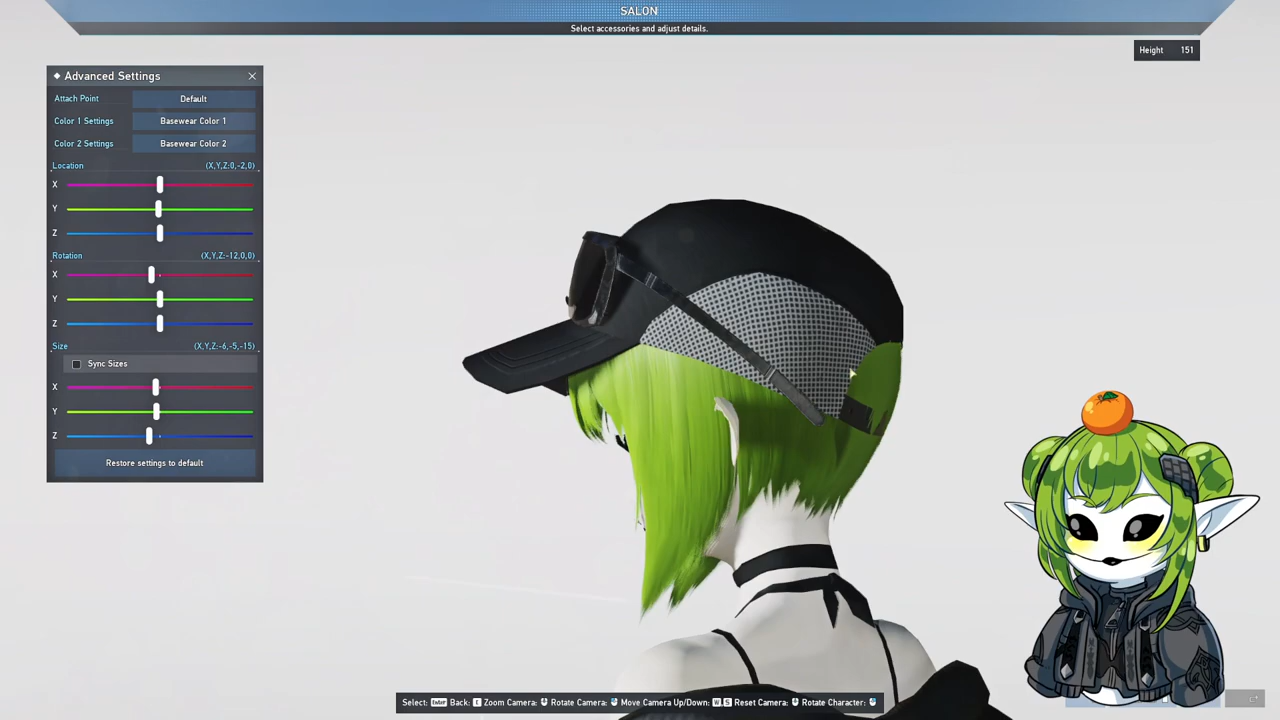 SALON
Select accessories and adjust details.
Height 151
Advanced Settings
Attach Point Default
Color 1 Settings Basewear Color 1
Color 2 Settings Basewear Color 2
Location (X,Y,Z:0,-2,0)
X
Y
Z
Rotation (X,Y,Z:-12,0,0)
X
Y
Z
Size (X,Y,Z:-6,-5,-15)
Sync Sizes
X
Y
Z
Restore settings to default
Select: Enter Back: E Zoom Camera: Rotate Camera: Move Camera Up/Down: W,S Reset Camera: Rotate Character: